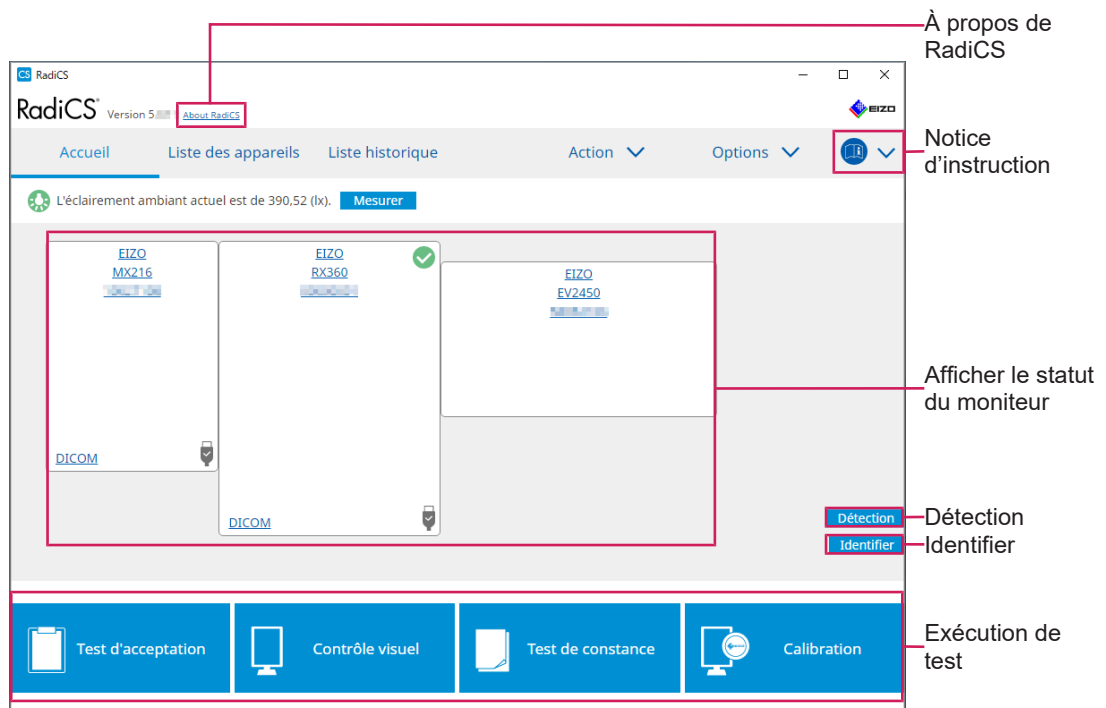 À propos de
RadiCS
CS RadiCS
RadiCS Version 5. About RadiCS
EIZO
Notice
d'instruction
Accueil Liste des appareils Liste historique Action Options
L'éclairement ambiant actuel est de 390,52 (lx). Mesurer
EIZO
MX216
DICOM
EIZO
RX360
DICOM
EIZO
EV2450
Afficher le statut
du moniteur
Détection
Détection
Identifier
Identifier
Test d'acceptation Contrôle visuel Test de constance Calibration
Exécution de
test